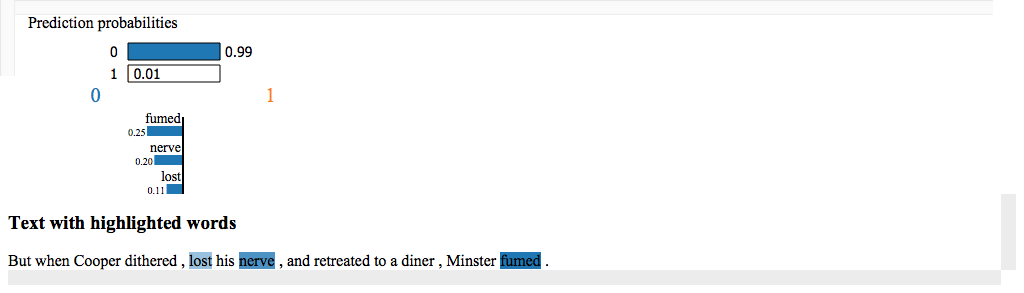 Prediction probabilities
0 0.99
1 0.01
0 1
fumed
0.25
nerve
0.20
lost
0.11
Text with highlighted words
But when Cooper dithered , lost his nerve , and retreated to a diner , Minster fumed .